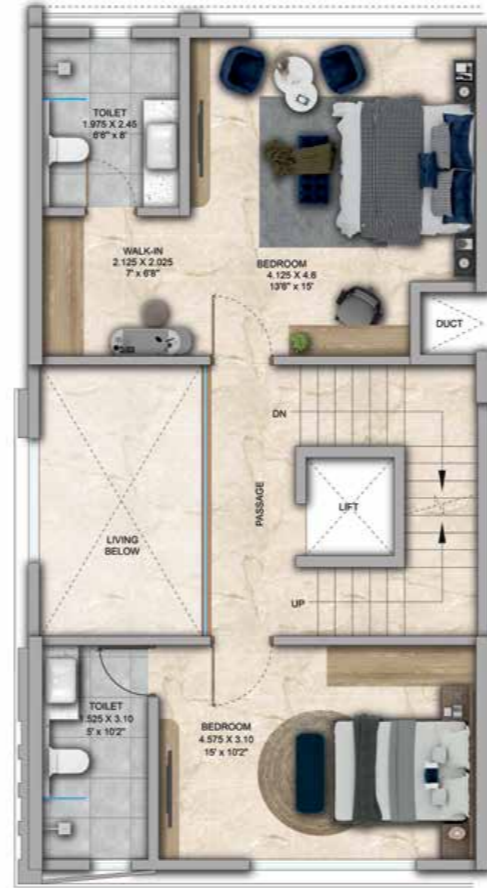 TOILET
1.975 X 2.45
6'6" x 8'
WALK-IN
2.125 X 2.025
7' x 6'8"
BEDROOM
4.125 X 4.6
13'6" x 15'
DUCT
DN
PASSAGE
LIFT
LIVING
BELOW
UP
TOILET
1.525 X 3.10
5' x 10'2"
BEDROOM
4.575 X 3.10
15' x 10'2"